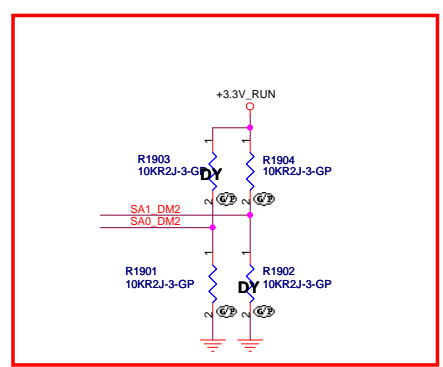 +3.3V_RUN
1
1
R1903
10KR2J-3-GP
DY
R1904
10KR2J-3-GP
2
G/P
2
G/P
SA1_DM2
SA0_DM2
1
1
R1901
10KR2J-3-GP
R1902
10KR2J-3-GP
DY
2
G/P
2
G/P